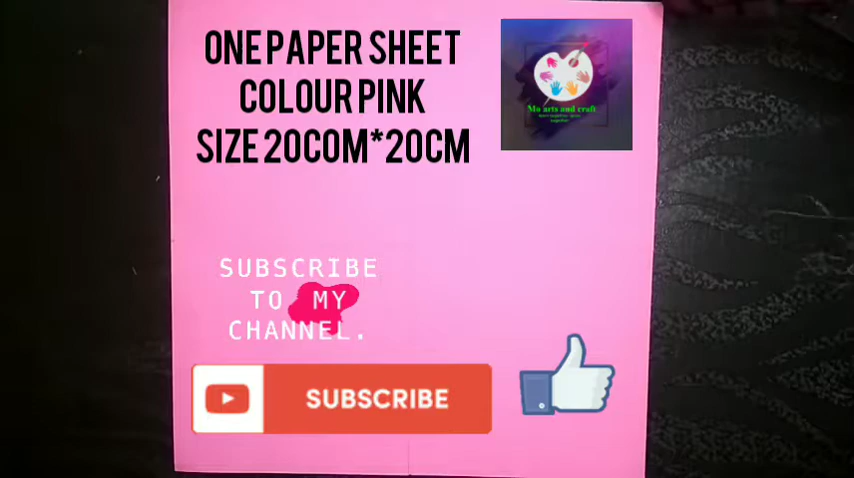 ONE PAPER SHEET
COLOUR PINK
SIZE 20COM*20CM
Mo arts and craft
SUBSCRIBE
TO MY
CHANNEL.
SUBSCRIBE